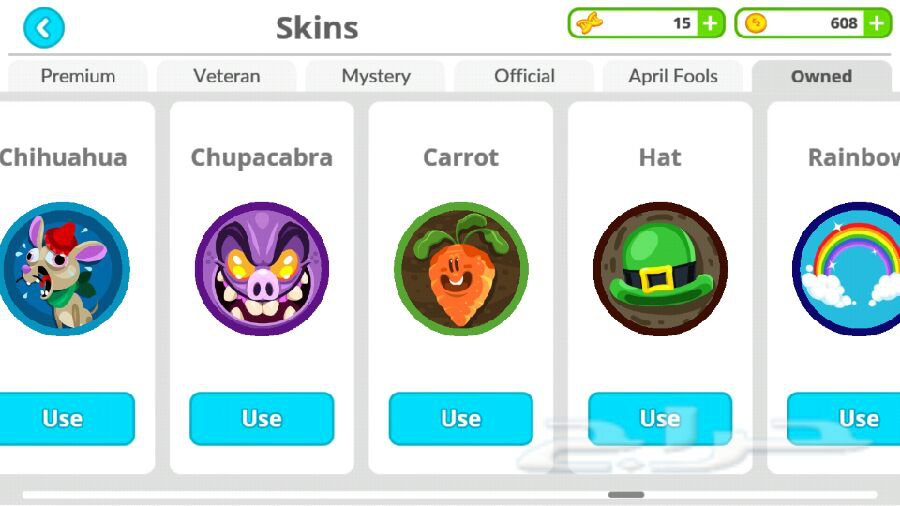 Skins
15
608
Premium
Veteran
Mystery
Official
April Fools
Owned
Chihuahua
Chupacabra
Carrot
Hat
Rainbow
Use
Use
Use
Use
Use
حراج